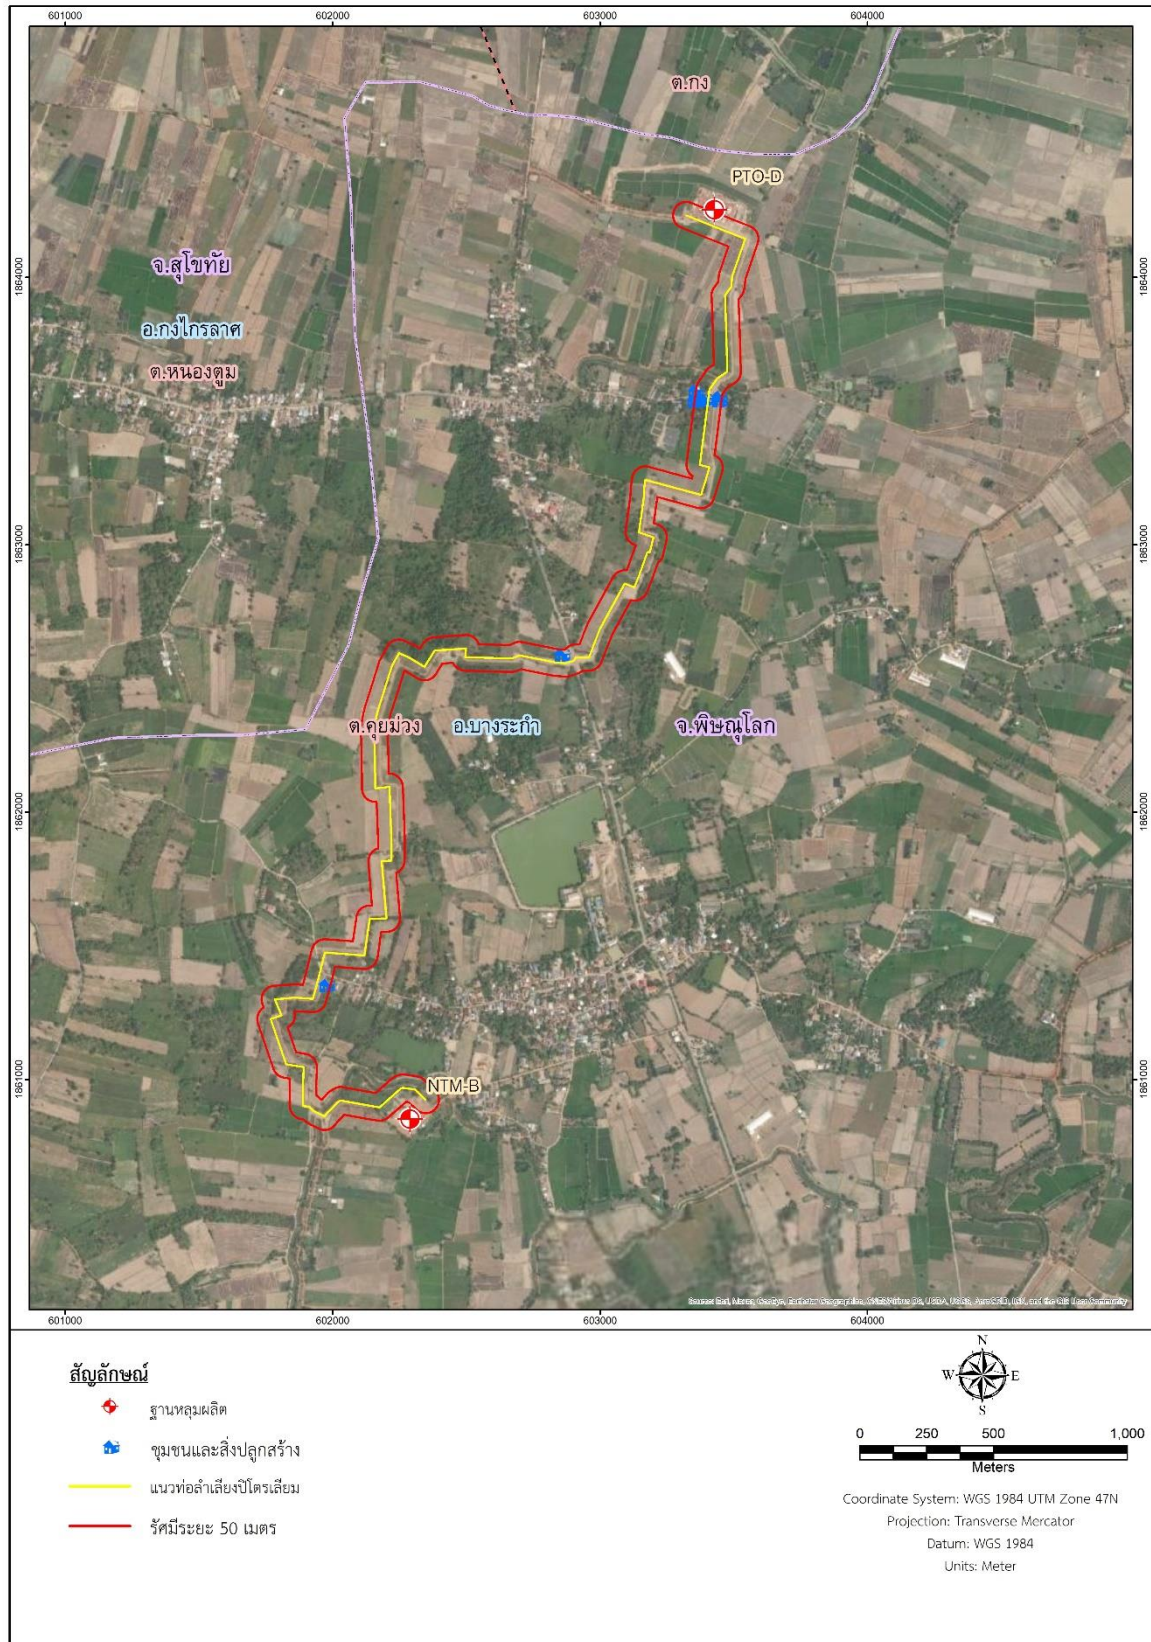 601000 602000 603000 604000
ต.กง
PTO-D
จ.สุโขทัย
1864000 1864000
อ.กงไกรลาศ
ต.หนองตูม
1863000 1863000
ต.คุยม่วง อ.บางระกำ จ.พิษณุโลก
1862000 1862000
1861000 1861000
NTM-B
601000 602000 603000 604000
สัญลักษณ์
ฐานหลุมผลิต
ชุมชนและสิ่งปลูกสร้าง
แนวท่อลำเลียงปิโตรเลียม
รัศมีระยะ 50 เมตร
N
W E
S
0 250 500 1,000
Meters
Coordinate System: WGS 1984 UTM Zone 47N
Projection: Transverse Mercator
Datum: WGS 1984
Units: Meter